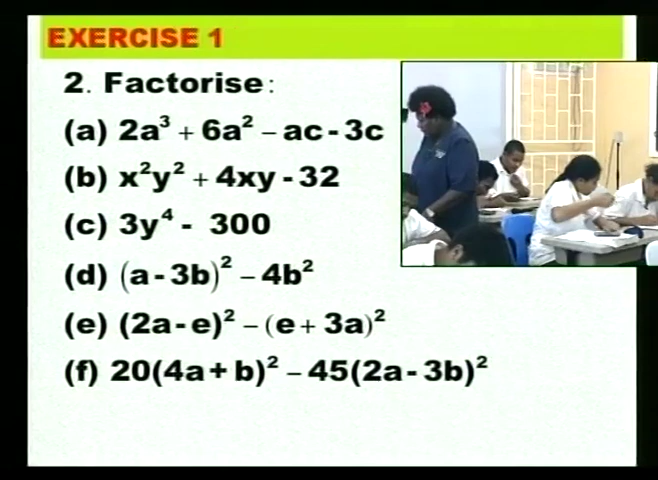 EXERCISE 1
2. Factorise:
(a) 2a³ + 6a² - ac - 3c
(b) x²y² + 4xy - 32
(c) 3y⁴ - 300
(d) (a - 3b)² - 4b²
(e) (2a - e)² - (e + 3a)²
(f) 20(4a + b)² - 45(2a - 3b)²